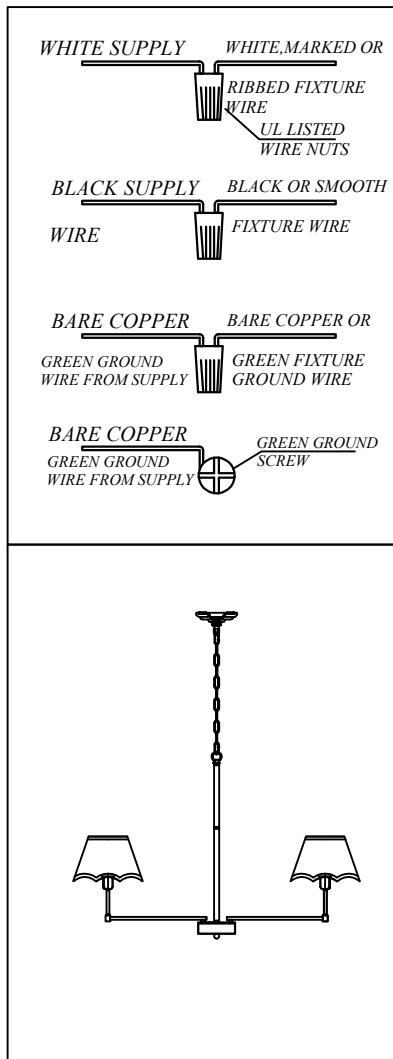 WHITE SUPPLY WHITE,MARKED OR
RIBBED FIXTURE
WIRE
UL LISTED
WIRE NUTS
BLACK SUPPLY BLACK OR SMOOTH
WIRE FIXTURE WIRE
BARE COPPER BARE COPPER OR
GREEN GROUND GREEN FIXTURE
WIRE FROM SUPPLY GROUND WIRE
BARE COPPER GREEN GROUND
GREEN GROUND SCREW
WIRE FROM SUPPLY